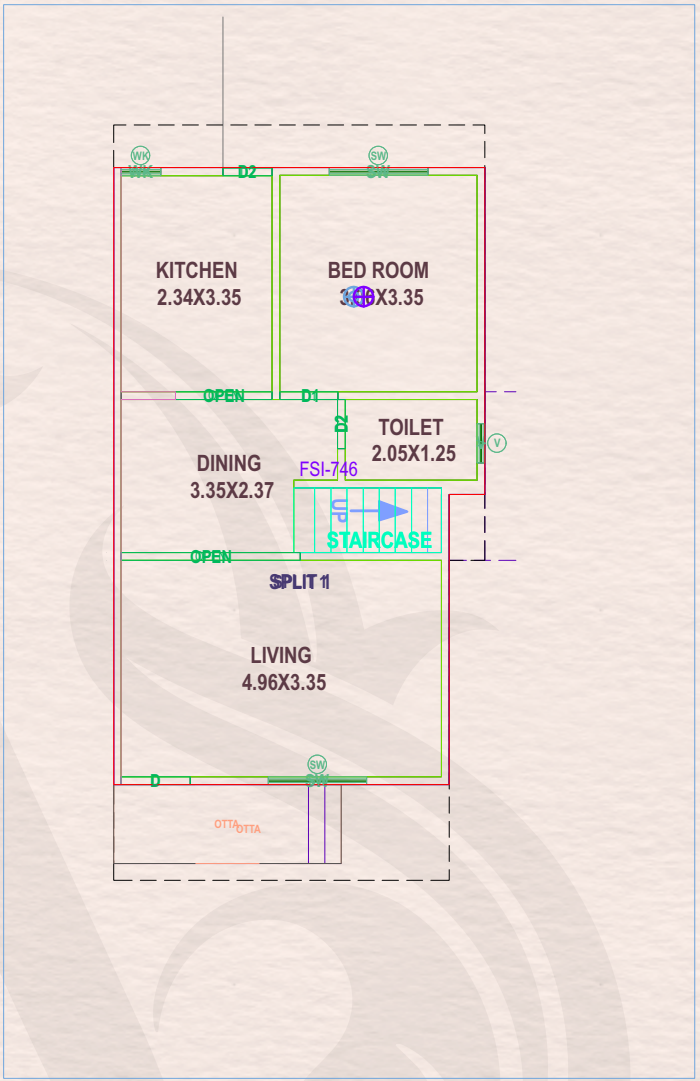 WK
SW
WK
D2
SW
KITCHEN
2.34X3.35
BED ROOM
X3.35
OPEN
D1
D2
TOILET
2.05X1.25
V
DINING
3.35X2.37
FSI-746
UP
STAIRCASE
OPEN
SPLIT 1
LIVING
4.96X3.35
SW
D
SW
OTTA
OTTA